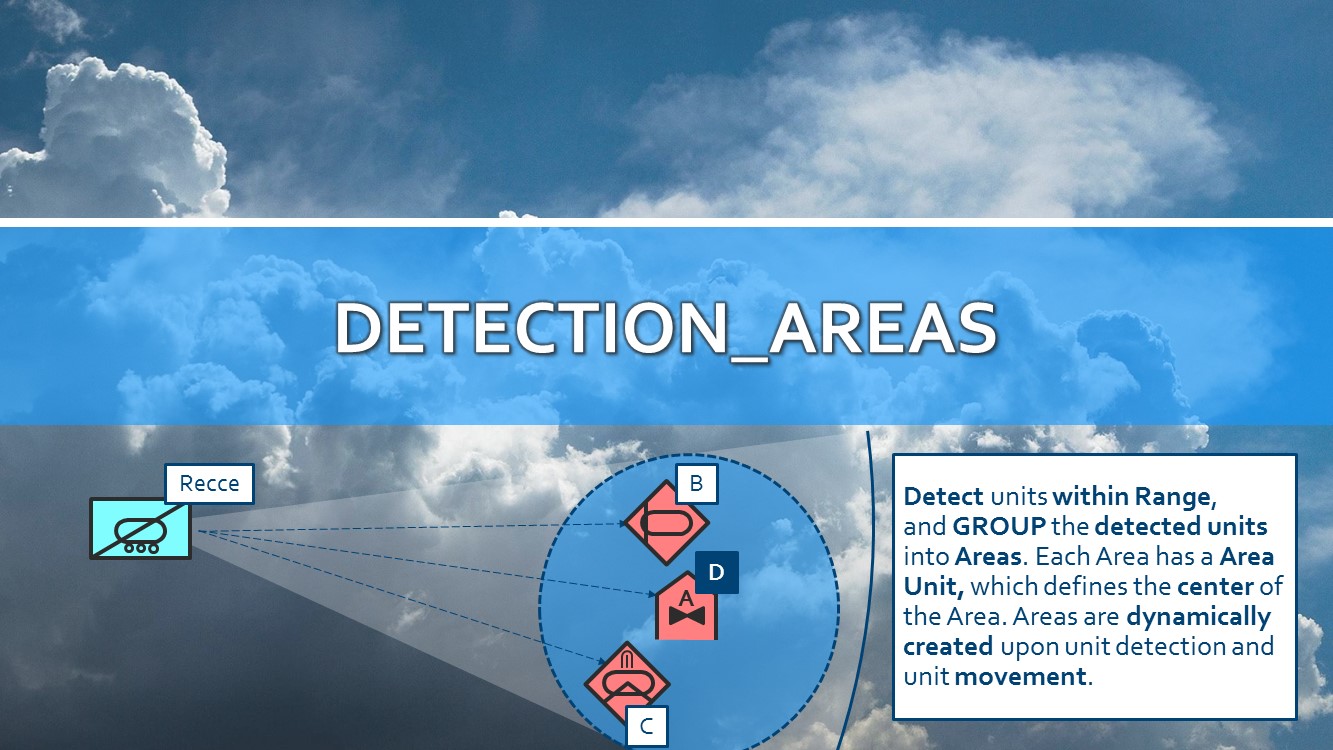 DETECTION_AREAS
Recce
B
D
A
C
Detect units within Range,
and GROUP the detected units
into Areas. Each Area has a Area
Unit, which defines the center of
the Area. Areas are dynamically
created upon unit detection and
unit movement.